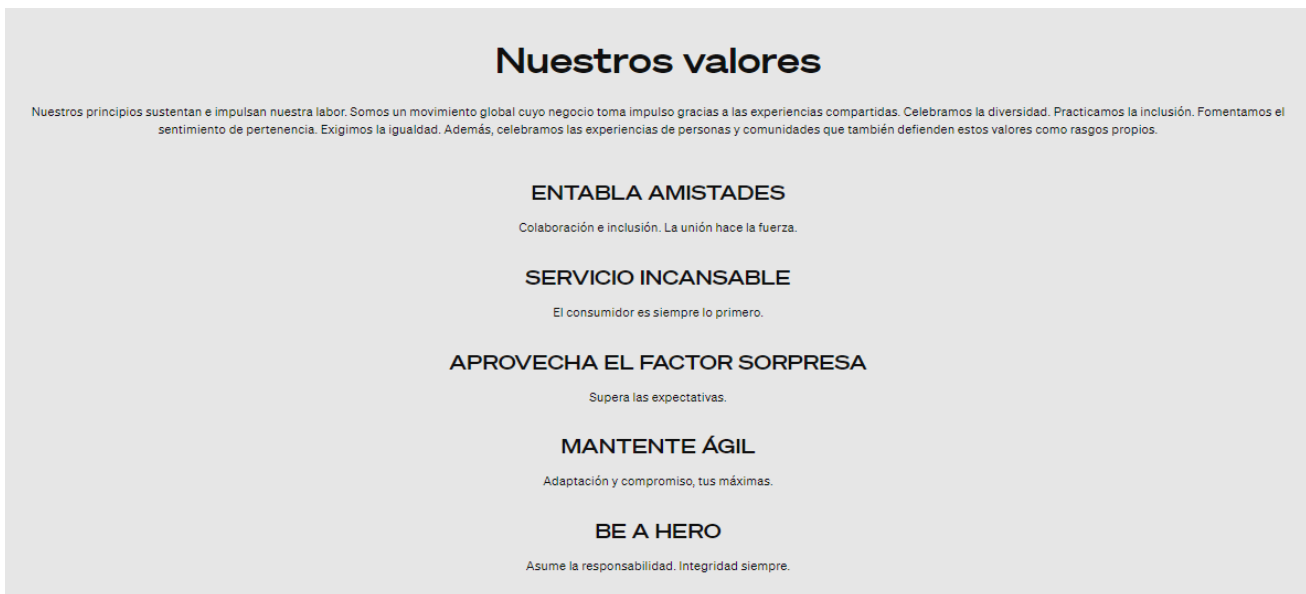 Nuestros valores
Nuestros principios sustentan e impulsan nuestra labor. Somos un movimiento global cuyo negocio toma impulso gracias a las experiencias compartidas. Celebramos la diversidad. Practicamos la inclusión. Fomentamos el
sentimiento de pertenencia. Exigimos la igualdad. Además, celebramos las experiencias de personas y comunidades que también defienden estos valores como rasgos propios.
ENTABLA AMISTADES
Colaboración e inclusión. La unión hace la fuerza.
SERVICIO INCANSABLE
El consumidor es siempre lo primero.
APROVECHA EL FACTOR SORPRESA
Supera las expectativas.
MANTENTE ÁGIL
Adaptación y compromiso, tus máximas.
BE A HERO
Asume la responsabilidad. Integridad siempre.